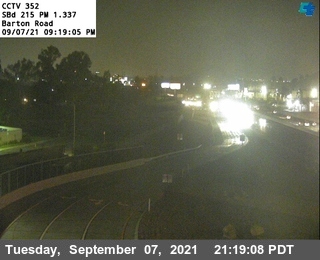 CCTV 352
SBd 215 PM 1.337
Barton Road
09/07/21 09:19:05 PM
Tuesday, September 07, 2021 21:19:08 PDT